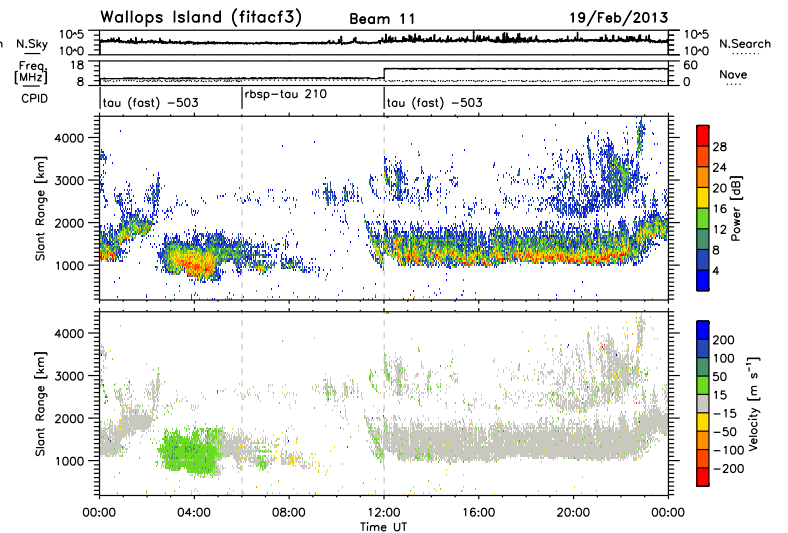 Wallops Island (fitacf3) Beam 11 19/Feb/2013
n N.Sky 10^5 10^0 10^5 10^0 N.Search
Freq. [MHz] 18 8 60 0 Nave
CPID tau (fast) -503 rbsp-tau 210 tau (fast) -503
Slant Range [km] 4000 3000 2000 1000
28 24 20 16 12 8 4 Power [dB]
Slant Range [km] 4000 3000 2000 1000
200 100 50 15 -15 -50 -100 -200 Velocity [m s⁻¹]
00:00 04:00 08:00 12:00 16:00 20:00 00:00
Time UT